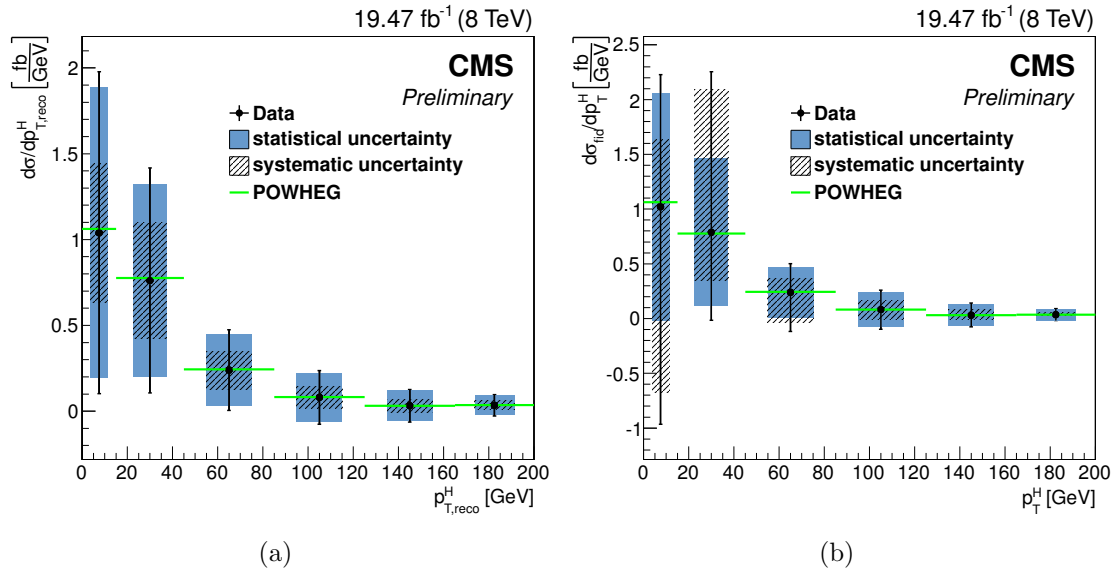 19.47 fb⁻¹ (8 TeV)
dσ/dp^H_T,reco [fb/GeV]
CMS
Preliminary
Data
statistical uncertainty
systematic uncertainty
POWHEG
2
1.5
1
0.5
0
0 20 40 60 80 100 120 140 160 180 200
p^H_T,reco [GeV]
(a)
19.47 fb⁻¹ (8 TeV)
dσ_fid/dp^H_T [fb/GeV]
CMS
Preliminary
Data
statistical uncertainty
systematic uncertainty
POWHEG
2.5
2
1.5
1
0.5
0
-0.5
-1
0 20 40 60 80 100 120 140 160 180 200
p^H_T [GeV]
(b)